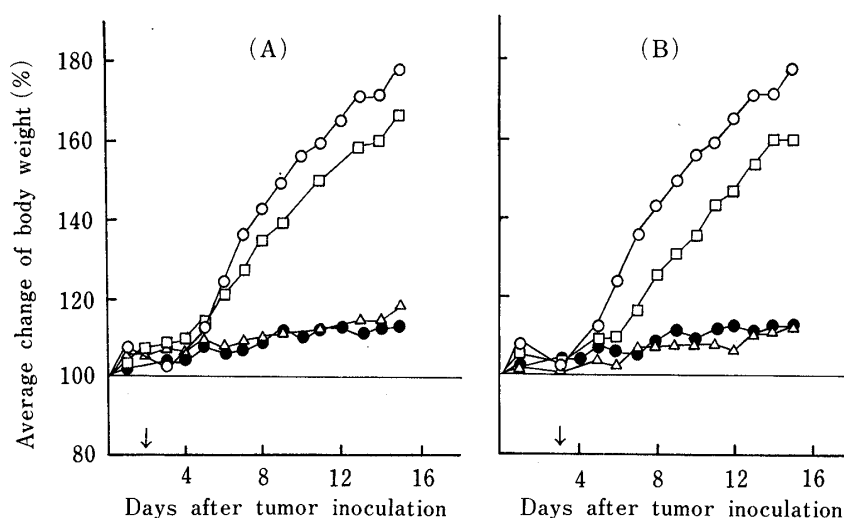 (A)
(B)
Average change of body weight (%)
180
160
140
120
100
80
↓
↓
4 8 12 16
4 8 12 16
Days after tumor inoculation
Days after tumor inoculation